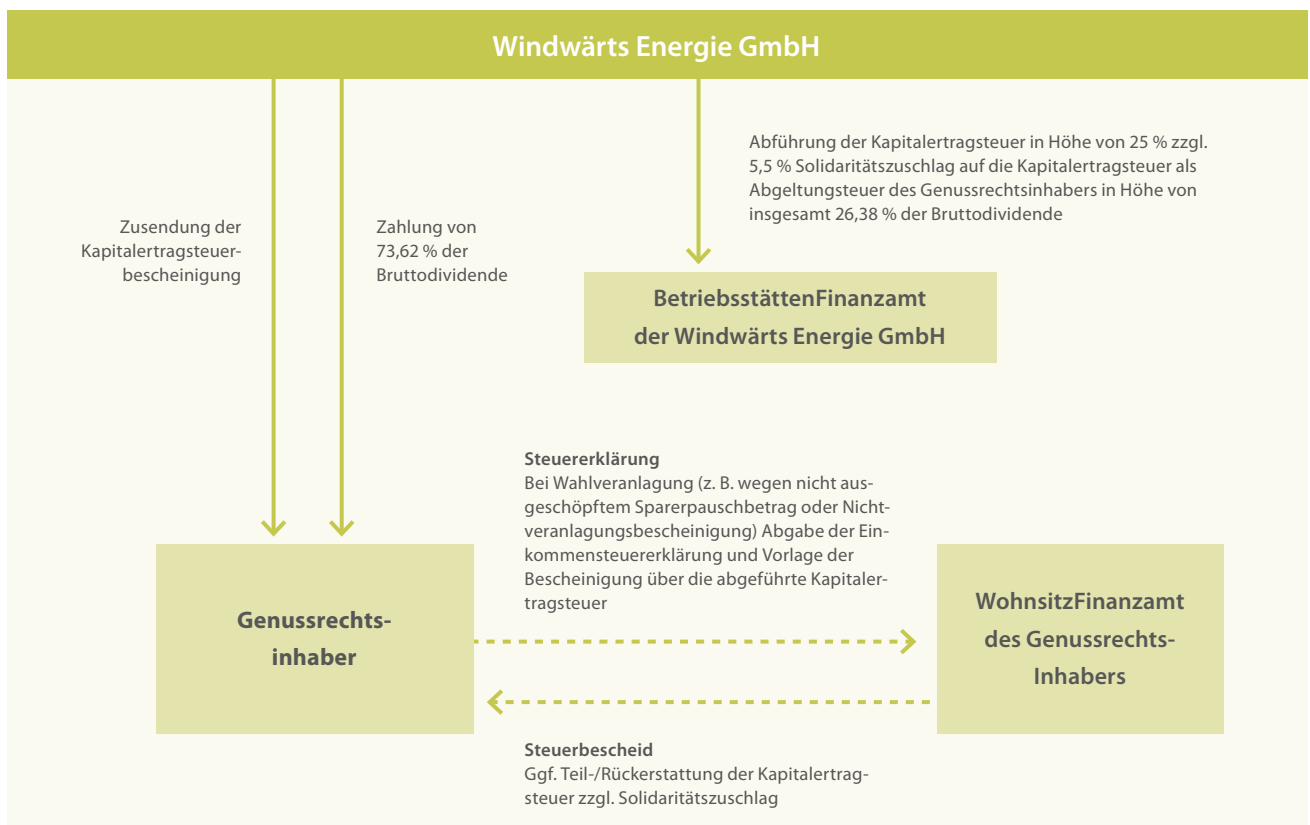 Windwärts Energie GmbH
Abführung der Kapitalertragsteuer in Höhe von 25 % zzgl.
5,5 % Solidaritätszuschlag auf die Kapitalertragsteuer als
Abgeltungsteuer des Genussrechtsinhabers in Höhe von
insgesamt 26,38 % der Bruttodividende
Zusendung der
Kapitalertragsteuer-
bescheinigung
Zahlung von
73,62 % der
Bruttodividende
BetriebsstättenFinanzamt
der Windwärts Energie GmbH
Steuererklärung
Bei Wahlveranlagung (z. B. wegen nicht aus-
geschöpftem Sparerpauschbetrag oder Nicht-
veranlagungsbescheinigung) Abgabe der Ein-
kommensteuererklärung und Vorlage der
Bescheinigung über die abgeführte Kapitaler-
tragsteuer
Genussrechts-
inhaber
WohnsitzFinanzamt
des Genussrechts-
Inhabers
Steuerbescheid
Ggf. Teil-/Rückerstattung der Kapitalertrag-
steuer zzgl. Solidaritätszuschlag